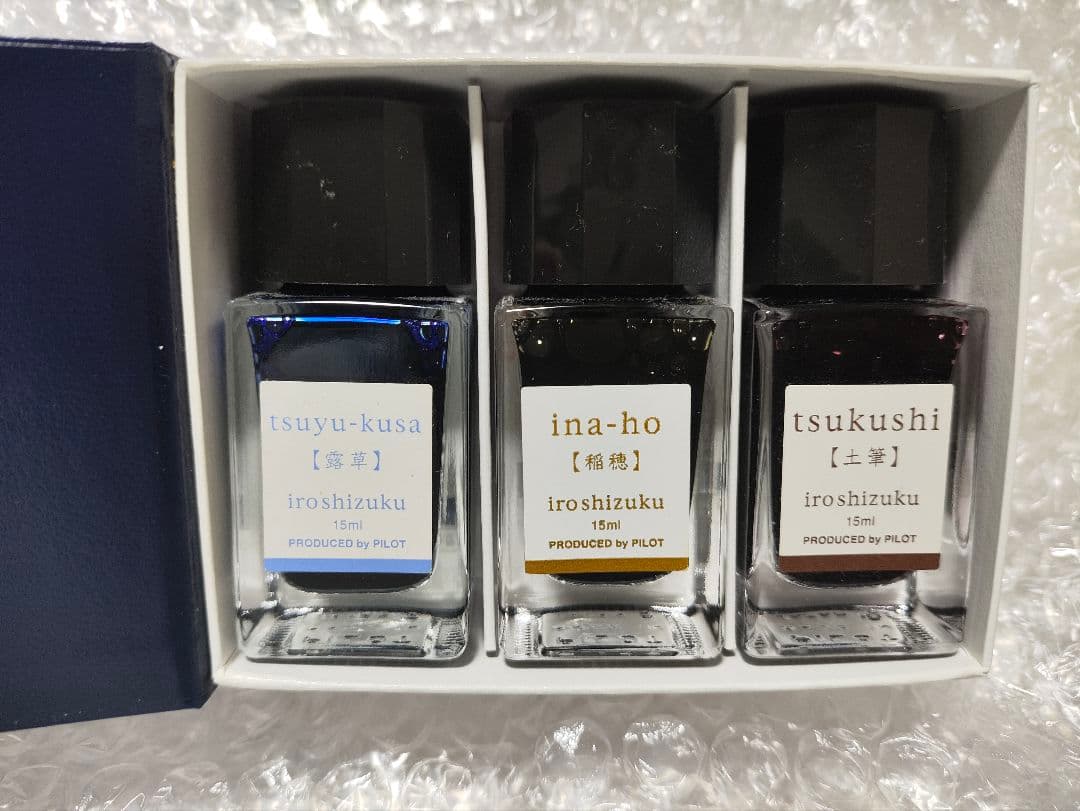 tsuyu-kusa
【露草】
iroshizuku
15ml
PRODUCED by PILOT
ina-ho
【稲穂】
iroshizuku
15ml
PRODUCED by PILOT
tsukushi
【土筆】
iroshizuku
15ml
PRODUCED by PILOT